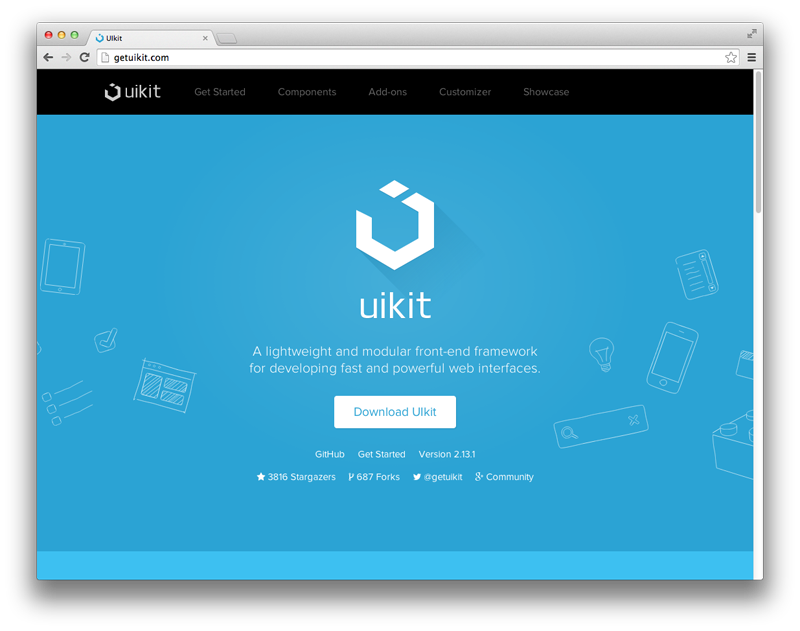 UIkit
getuikit.com
uikit Get Started Components Add-ons Customizer Showcase
uikit
A lightweight and modular front-end framework
for developing fast and powerful web interfaces.
Download UIkit
GitHub Get Started Version 2.13.1
3816 Stargazers 687 Forks @getuikit Community